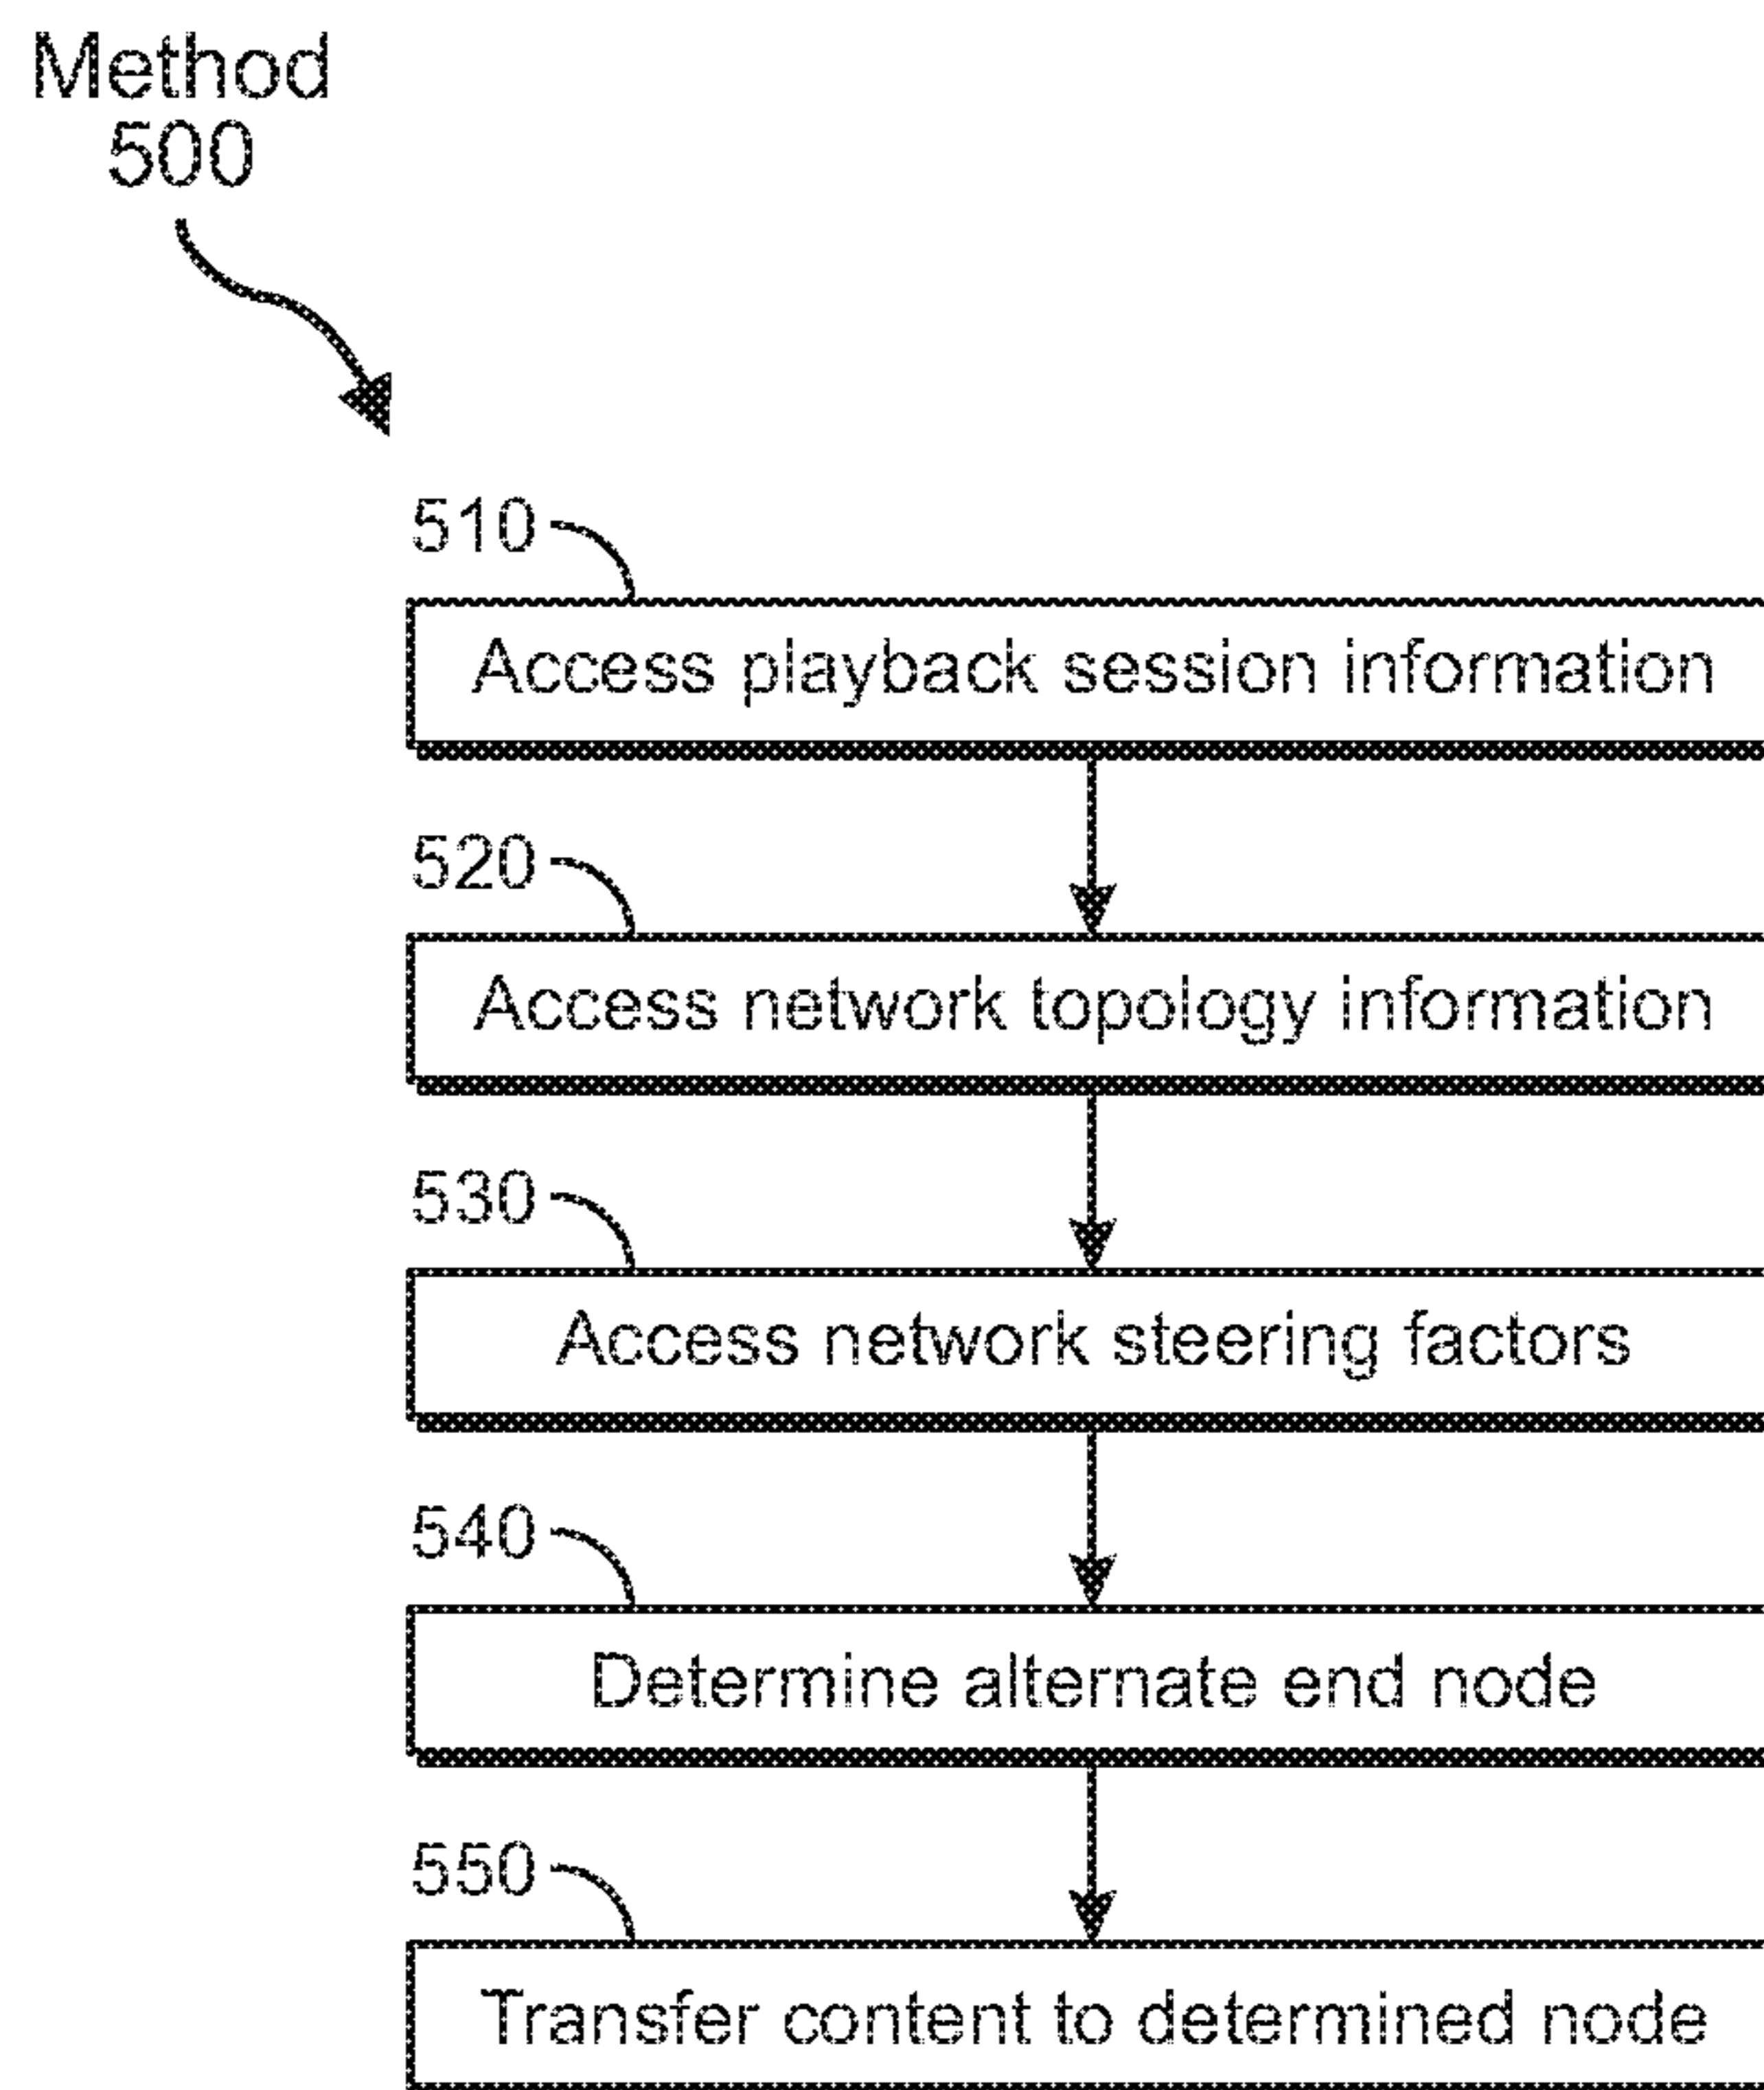 Method
500
510
Access playback session information
520
Access network topology information
530
Access network steering factors
540
Determine alternate end node
550
Transfer content to determined node